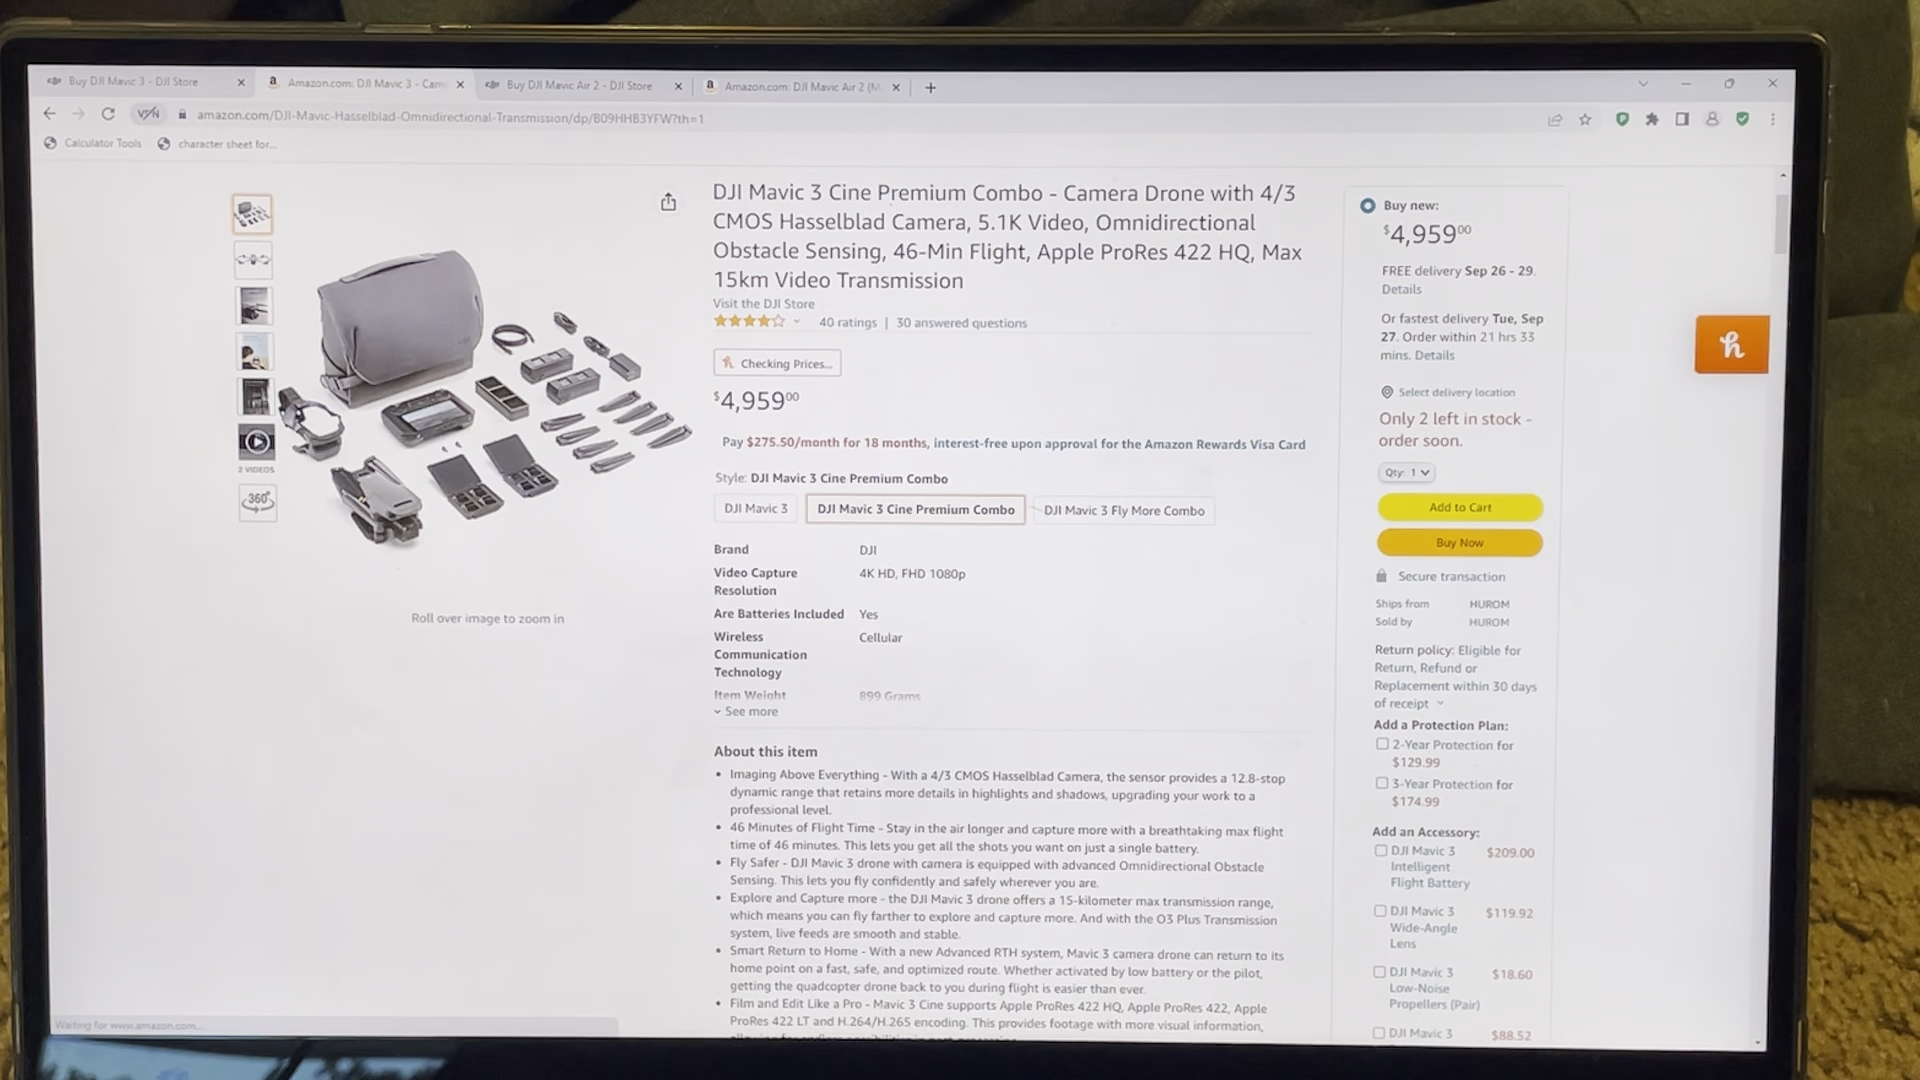 Buy DJI Mavic 3 - DJI Store
Amazon.com: DJI Mavic 3 - Cam
Buy DJI Mavic Air 2 - DJI Store
Amazon.com: DJI Mavic Air 2 (M
VPN
amazon.com/DJI-Mavic-Hasselblad-Omnidirectional-Transmission/dp/B09HHB3YFW?th=1
Calculator Tools
character sheet for...
2 VIDEOS
360°
Roll over image to zoom in
DJI Mavic 3 Cine Premium Combo - Camera Drone with 4/3
CMOS Hasselblad Camera, 5.1K Video, Omnidirectional
Obstacle Sensing, 46-Min Flight, Apple ProRes 422 HQ, Max
15km Video Transmission
Visit the DJI Store
40 ratings | 30 answered questions
Checking Prices...
$4,959.00
Pay $275.50/month for 18 months, interest-free upon approval for the Amazon Rewards Visa Card
Style: DJI Mavic 3 Cine Premium Combo
DJI Mavic 3
DJI Mavic 3 Cine Premium Combo
DJI Mavic 3 Fly More Combo
Brand DJI
Video Capture 4K HD, FHD 1080p
Resolution
Are Batteries Included Yes
Wireless Cellular
Communication
Technology
Item Weight 899 Grams
See more
About this item
• Imaging Above Everything - With a 4/3 CMOS Hasselblad Camera, the sensor provides a 12.8-stop
dynamic range that retains more details in highlights and shadows, upgrading your work to a
professional level.
• 46 Minutes of Flight Time - Stay in the air longer and capture more with a breathtaking max flight
time of 46 minutes. This lets you get all the shots you want on just a single battery.
• Fly Safer - DJI Mavic 3 drone with camera is equipped with advanced Omnidirectional Obstacle
Sensing. This lets you fly confidently and safely wherever you are.
• Explore and Capture more - the DJI Mavic 3 drone offers a 15-kilometer max transmission range,
which means you can fly farther to explore and capture more. And with the O3 Plus Transmission
system, live feeds are smooth and stable.
• Smart Return to Home - With a new Advanced RTH system, Mavic 3 camera drone can return to its
home point on a fast, safe, and optimized route. Whether activated by low battery or the pilot,
getting the quadcopter drone back to you during flight is easier than ever.
• Film and Edit Like a Pro - Mavic 3 Cine supports Apple ProRes 422 HQ, Apple ProRes 422, Apple
ProRes 422 LT and H.264/H.265 encoding. This provides footage with more visual information,
Buy new:
$4,959.00
FREE delivery Sep 26 - 29.
Details
Or fastest delivery Tue, Sep
27. Order within 21 hrs 33
mins. Details
Select delivery location
Only 2 left in stock -
order soon.
Qty: 1
Add to Cart
Buy Now
Secure transaction
Ships from HUROM
Sold by HUROM
Return policy: Eligible for
Return, Refund or
Replacement within 30 days
of receipt
Add a Protection Plan:
2-Year Protection for
$129.99
3-Year Protection for
$174.99
Add an Accessory:
DJI Mavic 3 $209.00
Intelligent
Flight Battery
DJI Mavic 3 $119.92
Wide-Angle
Lens
DJI Mavic 3 $18.60
Low-Noise
Propellers (Pair)
DJI Mavic 3 $88.52
h
Waiting for www.amazon.com...